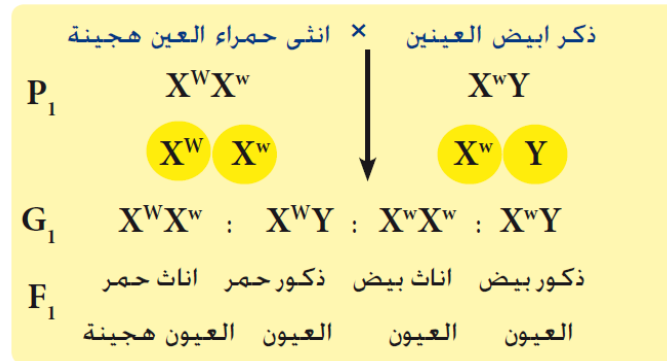 ذكر ابيض العينين × انثى حمراء العين هجينة
P₁ XᵂXʷ XʷY
Xᵂ Xʷ Xʷ Y
G₁ XᵂXʷ : XᵂY : XʷXʷ : XʷY
F₁ ذكور بيض اناث بيض ذكور حمر اناث حمر
العيون العيون العيون العيون هجينة